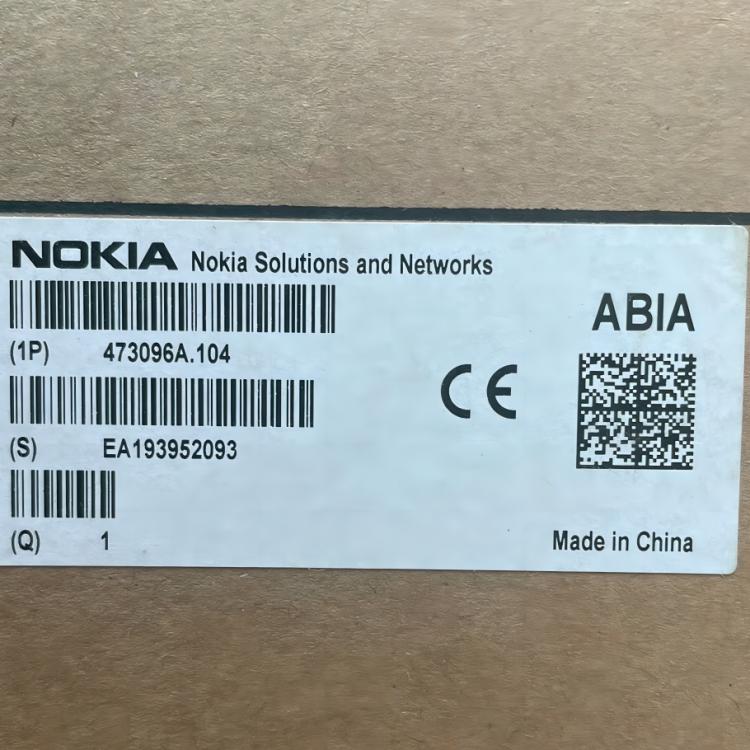 NOKIA Nokia Solutions and Networks
ABIA
(1P) 473096A.104
CE
(S) EA193952093
(Q) 1
Made in China